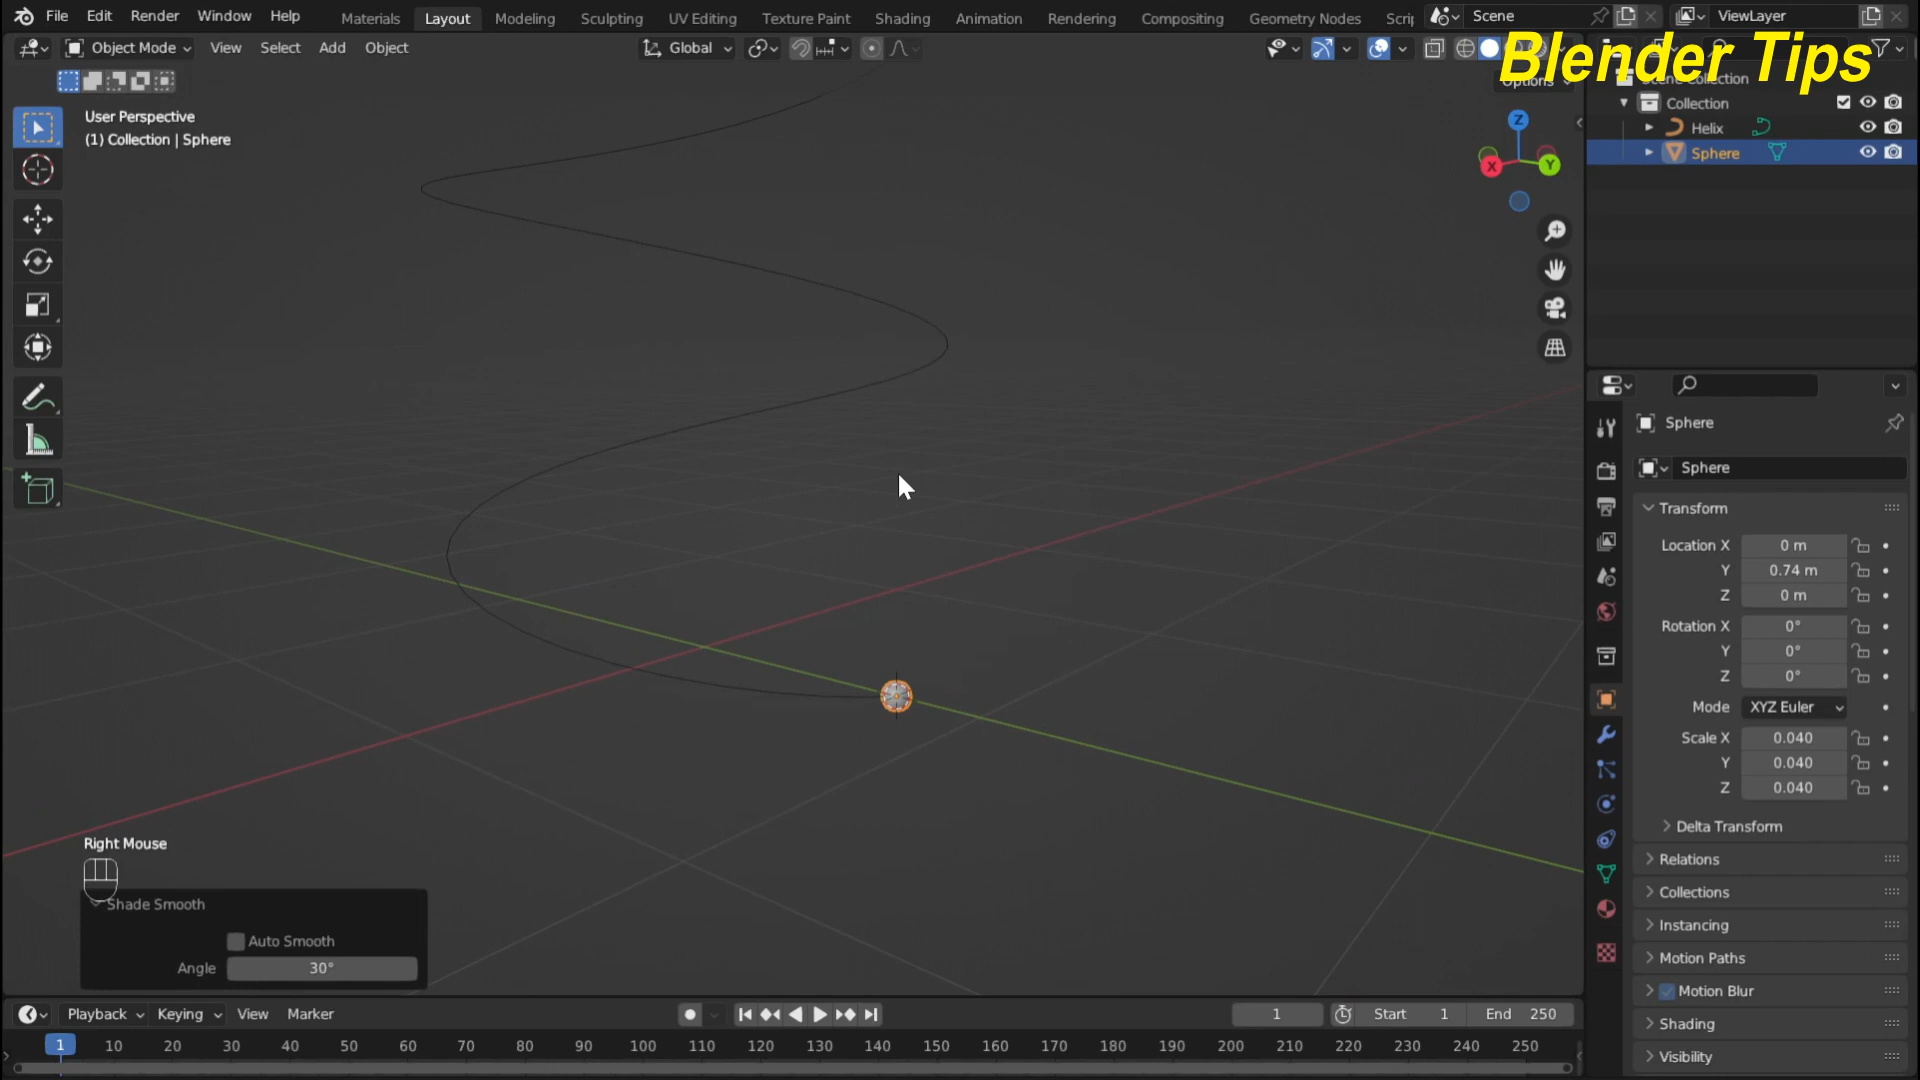 File Edit Render Window Help Materials Layout Modeling Sculpting UV Editing Texture Paint Shading Animation Rendering Compositing Geometry Nodes Scrip Scene ViewLayer
Blender Tips
Object Mode View Select Add Object Global
Options
Scene Collection
Collection
Helix
Sphere
User Perspective
(1) Collection | Sphere
Z
X
Y
Sphere
Sphere
Transform
Location X 0 m
Y 0.74 m
Z 0 m
Rotation X 0°
Y 0°
Z 0°
Mode XYZ Euler
Scale X 0.040
Y 0.040
Z 0.040
Delta Transform
Relations
Collections
Instancing
Motion Paths
Motion Blur
Shading
Visibility
Right Mouse
Shade Smooth
Auto Smooth
Angle 30°
Playback Keying View Marker 1 Start 1 End 250
1 10 20 30 40 50 60 70 80 90 100 110 120 130 140 150 160 170 180 190 200 210 220 230 240 250